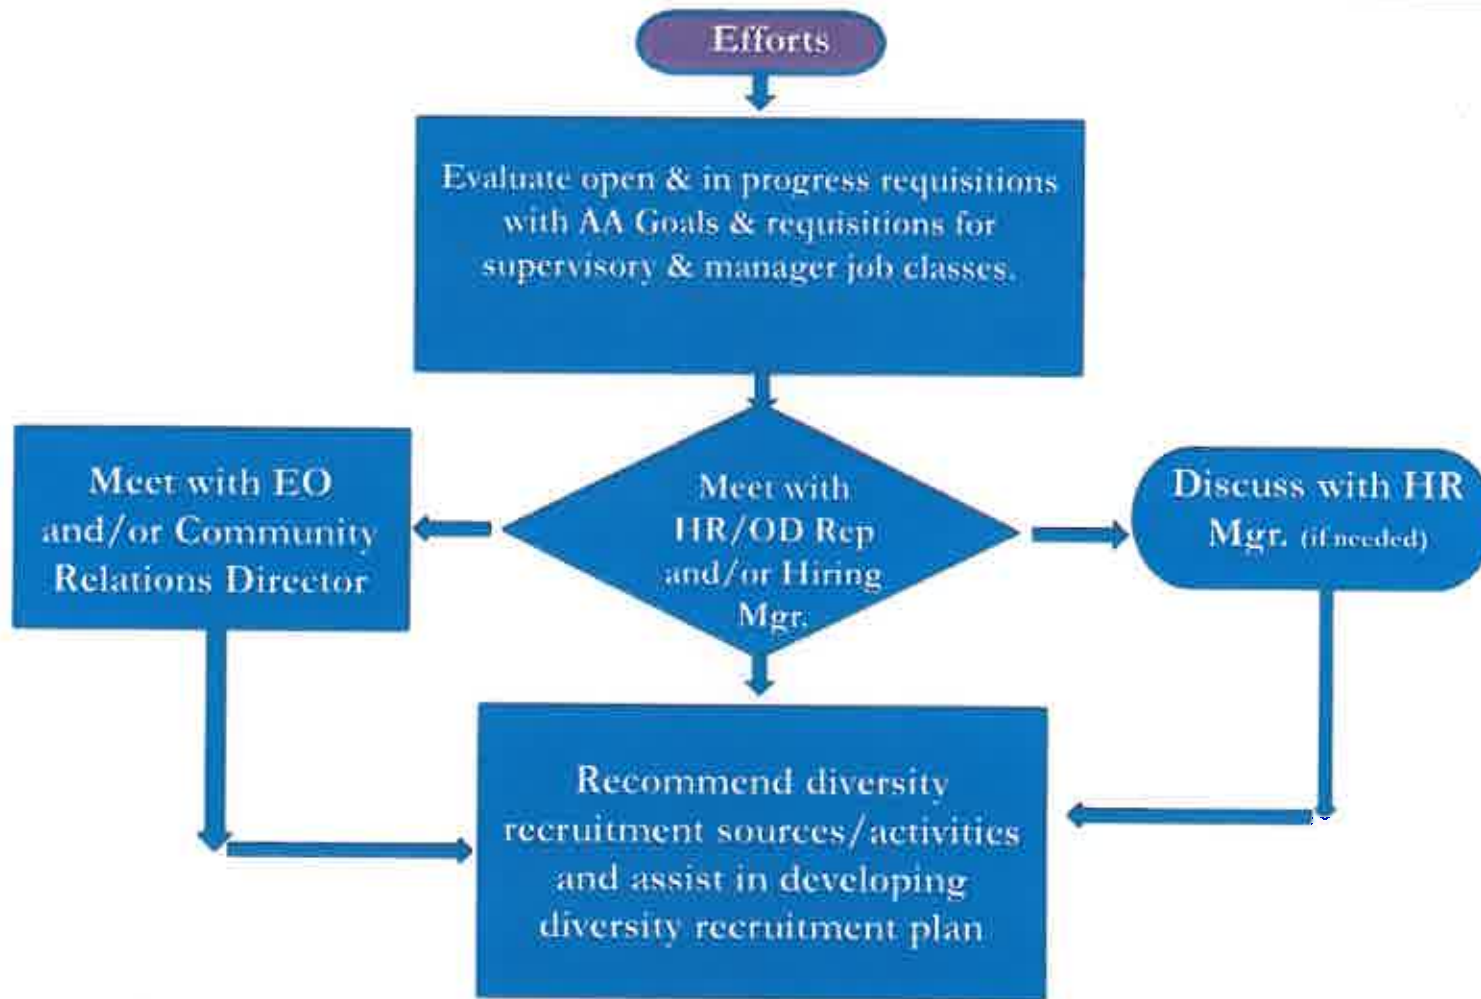 Efforts
Evaluate open & in progress requisitions
with AA Goals & requisitions for
supervisory & manager job classes.
Meet with EO
and/or Community
Relations Director
Meet with
HR/OD Rep
and/or Hiring
Mgr.
Discuss with HR
Mgr. (if needed)
Recommend diversity
recruitment sources/activities
and assist in developing
diversity recruitment plan